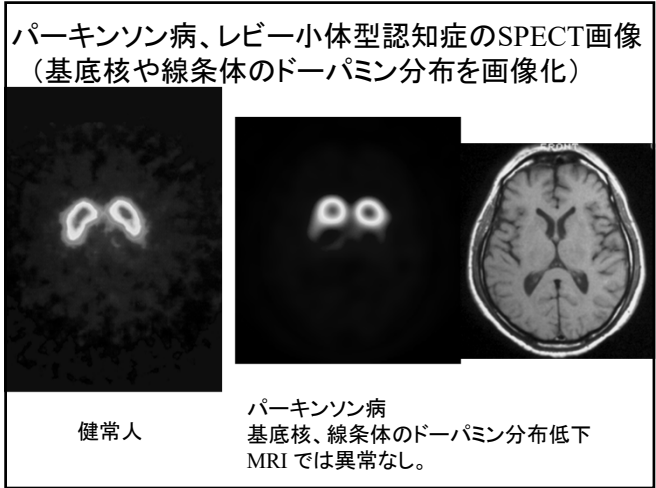 パーキンソン病、レビー小体型認知症のSPECT画像
（基底核や線条体のドーパミン分布を画像化）
FRONT
健常人
パーキンソン病
基底核、線条体のドーパミン分布低下
MRI では異常なし。